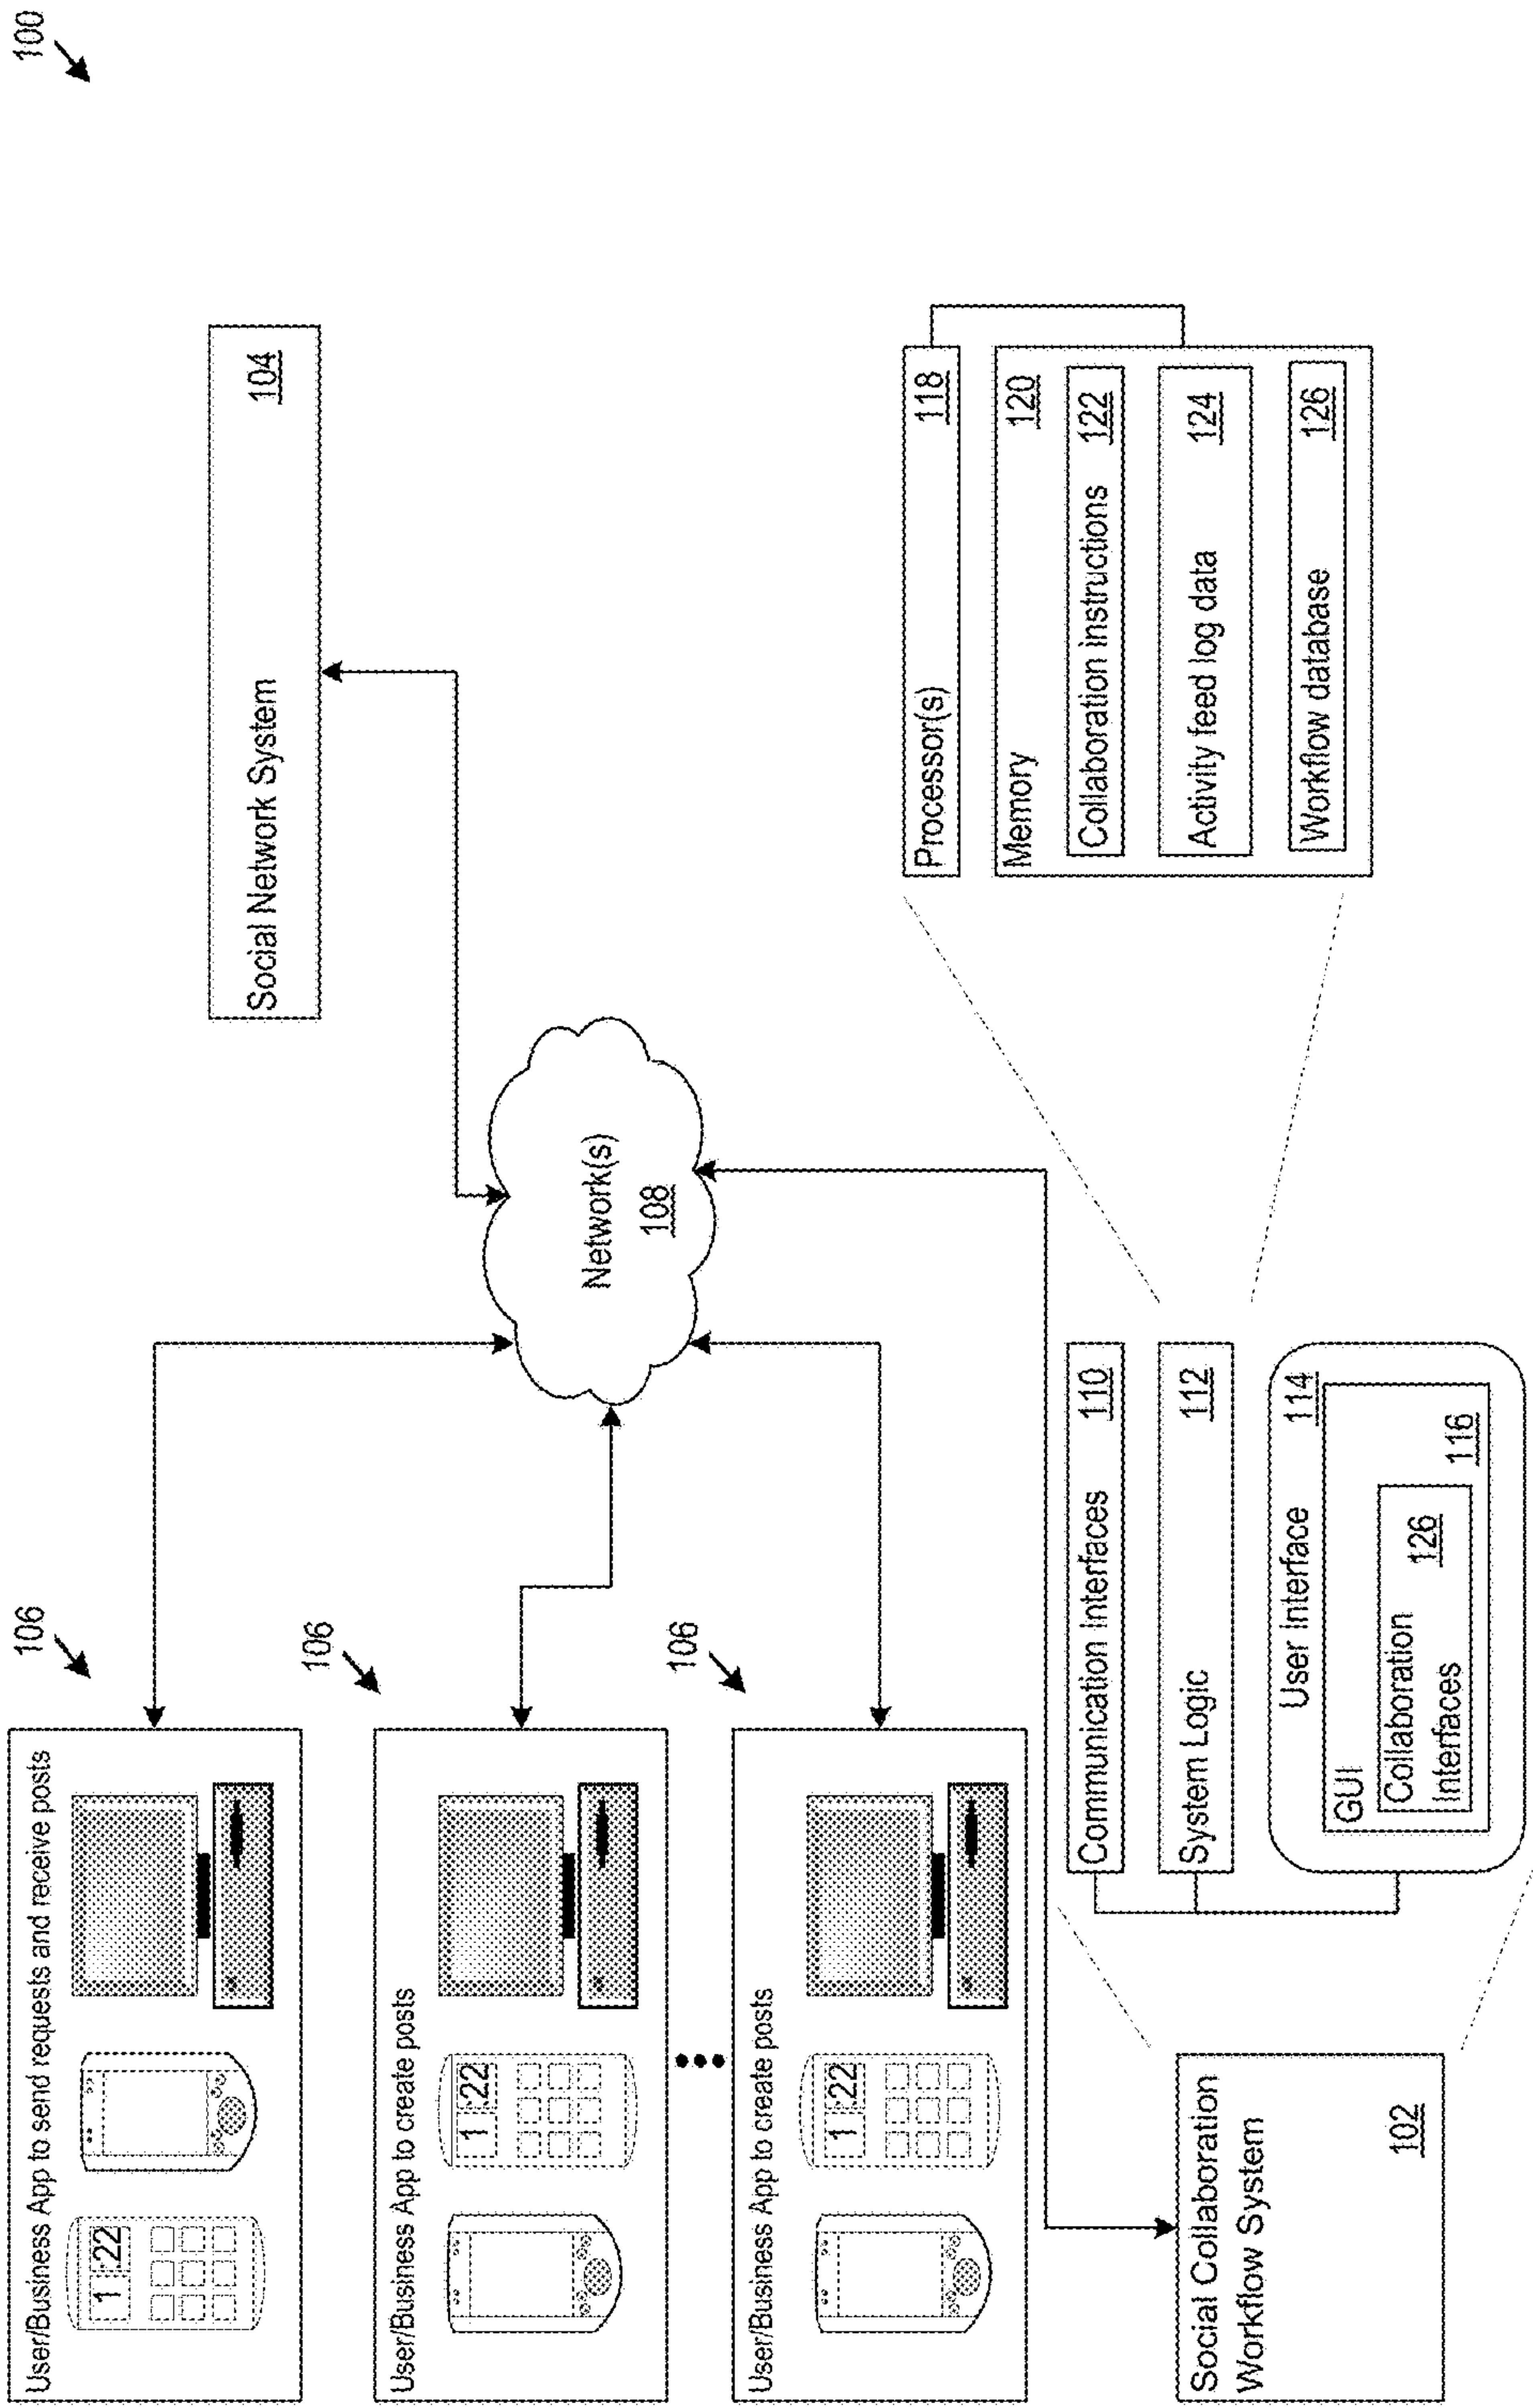 100
User/Business App to send requests and receive posts
1 :22
106
User/Business App to create posts
1 :22
106
User/Business App to create posts
1 :22
106
Social Network System
104
Network(s)
108
Social Collaboration
Workflow System
102
Communication Interfaces 110
System Logic 112
User Interface 114
GUI
116
Collaboration
Interfaces
126
Processor(s) 118
Memory 120
Collaboration instructions 122
Activity feed log data 124
Workflow database 126